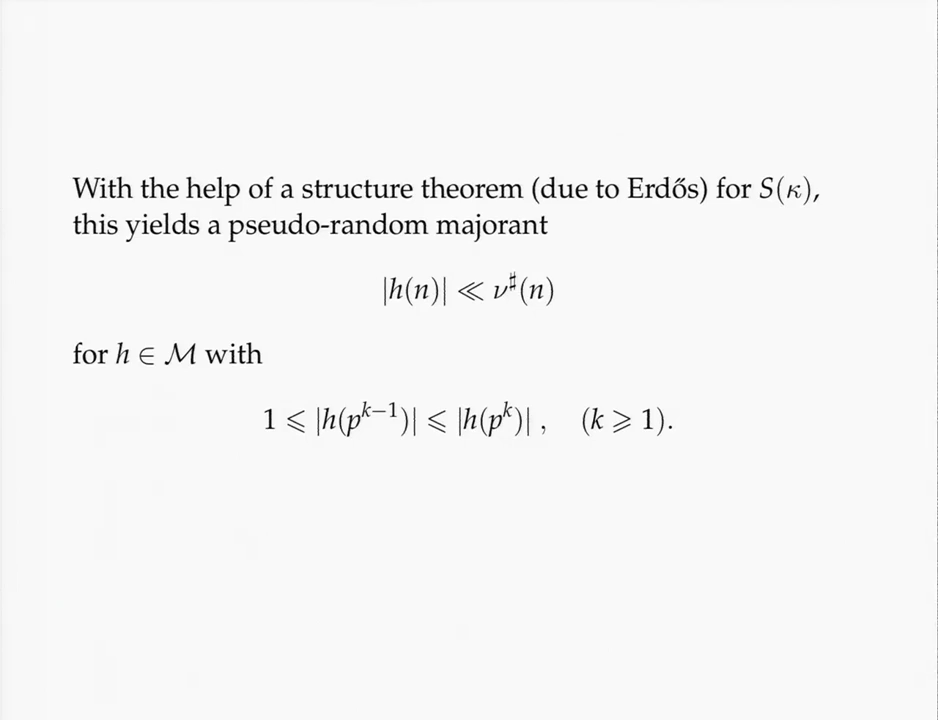 With the help of a structure theorem (due to Erdős) for S(κ),
this yields a pseudo-random majorant
|h(n)| ≪ ν♯(n)
for h ∈ M with
1 ⩽ |h(p^{k−1})| ⩽ |h(p^k)| , (k ⩾ 1).